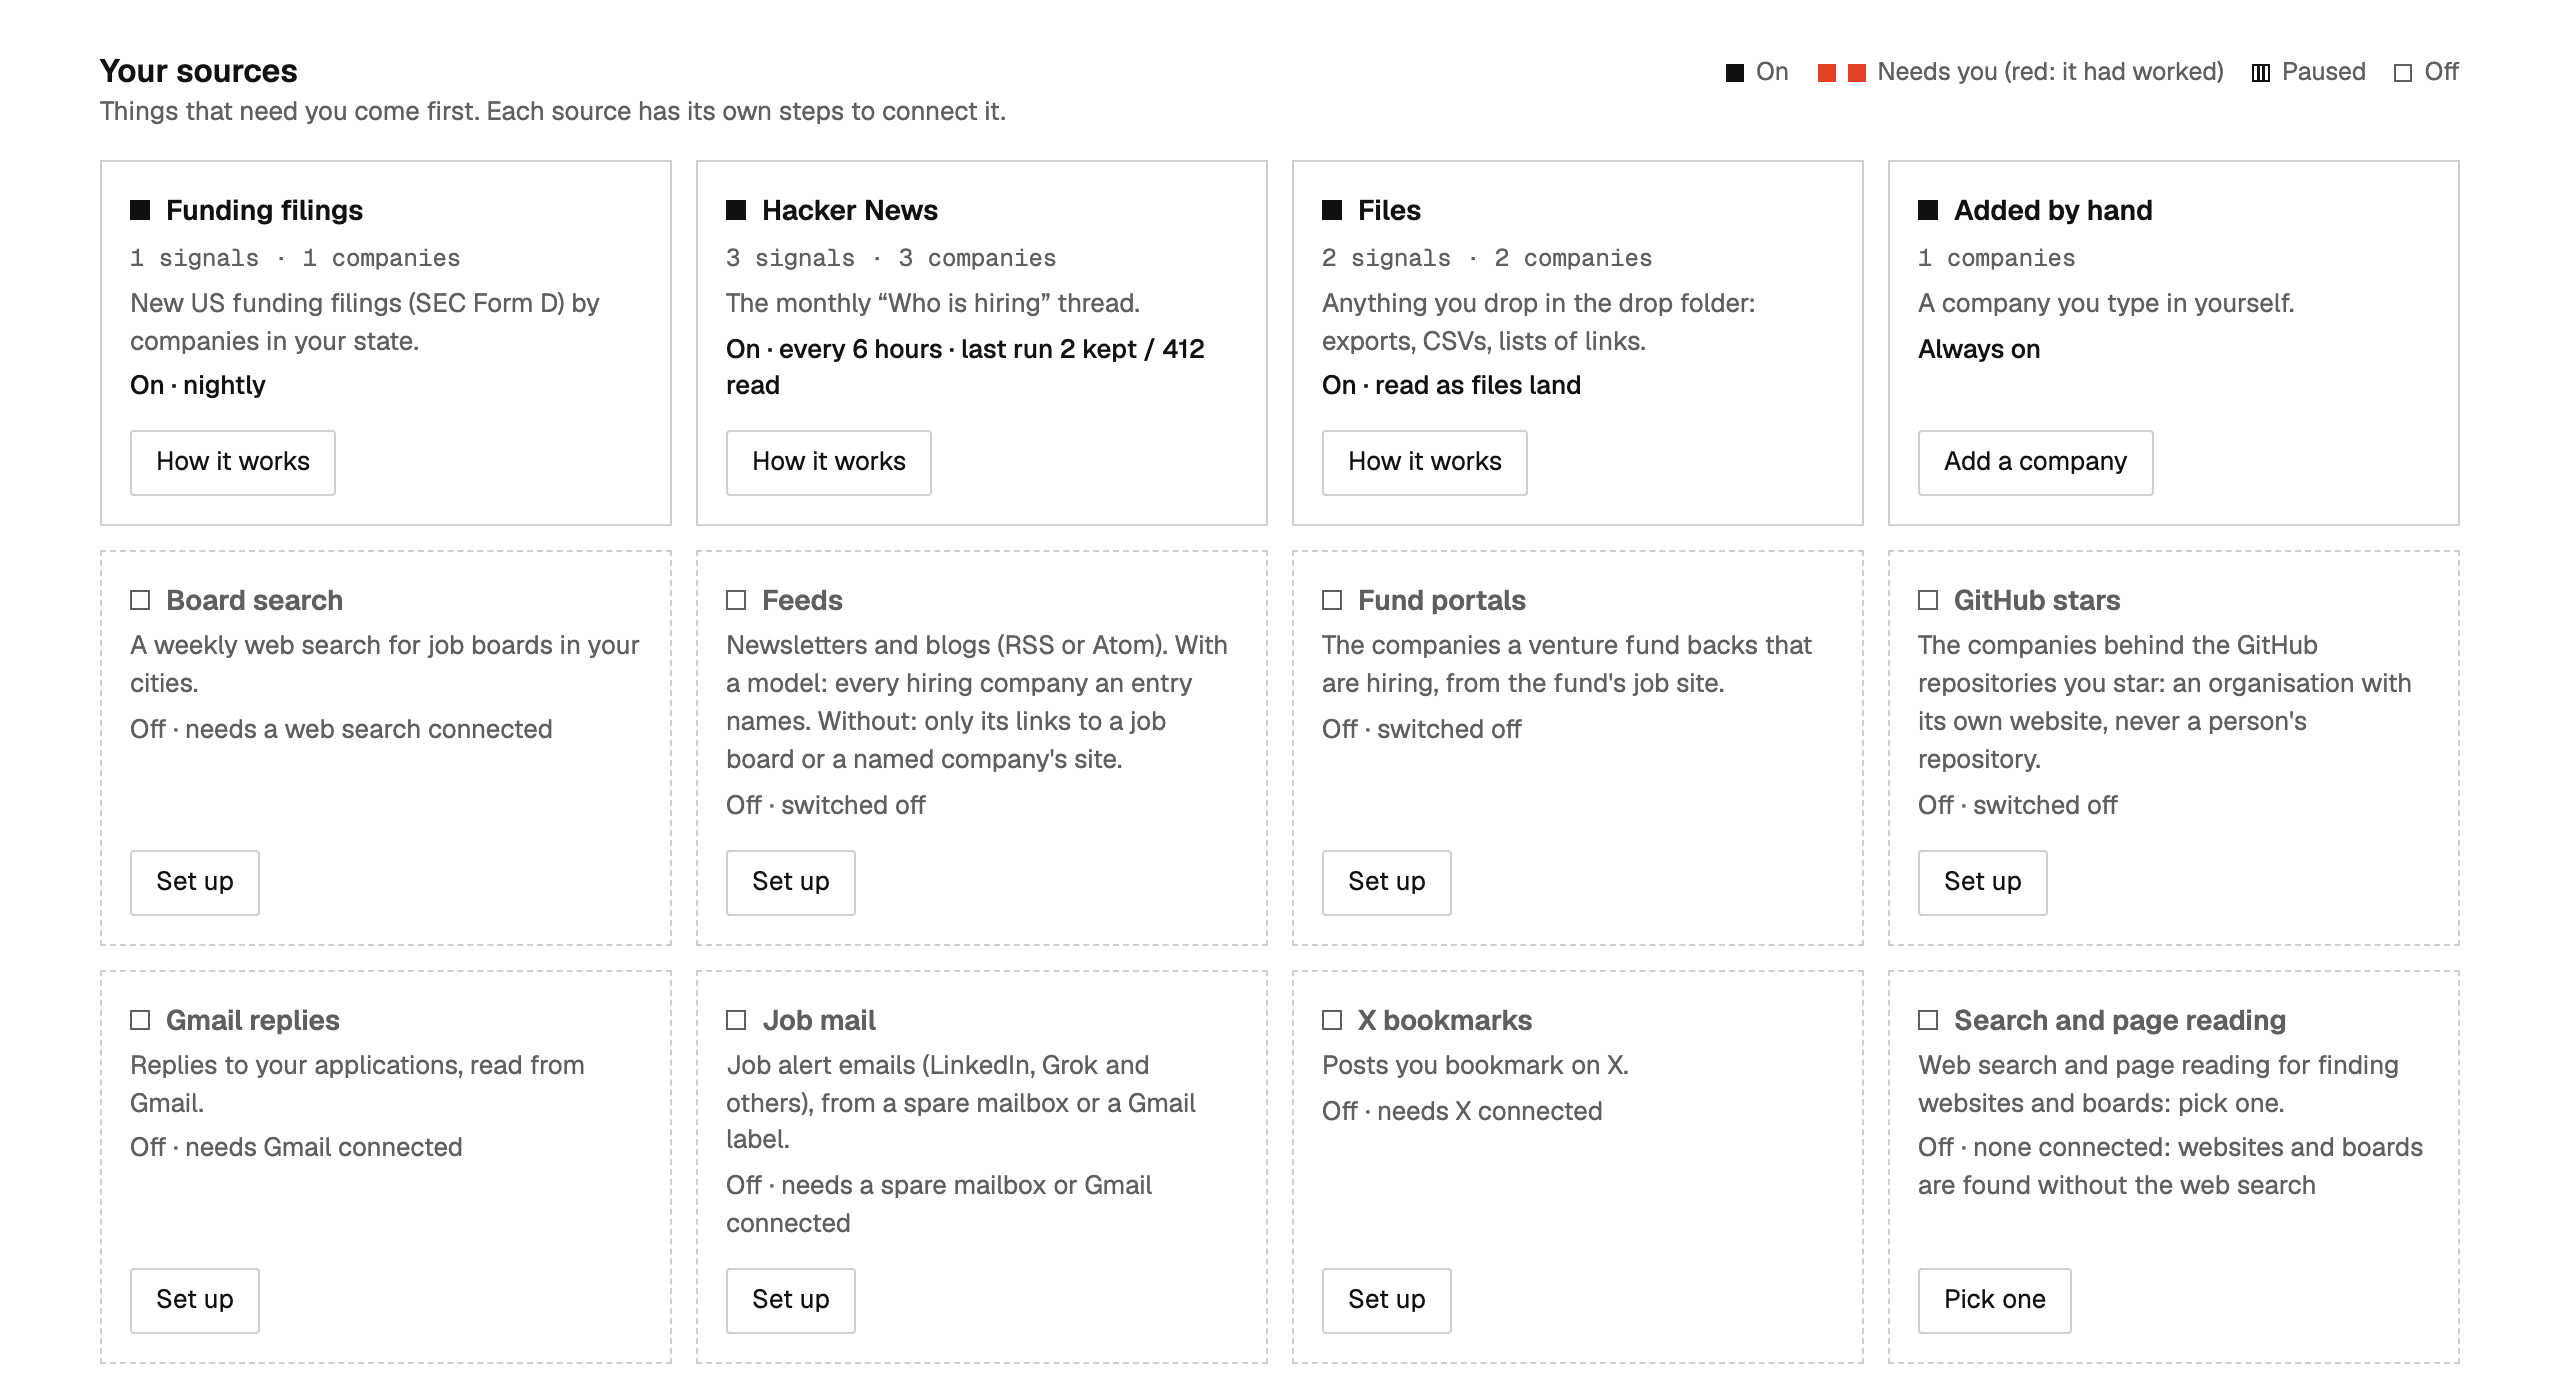 Your sources
On
Needs you (red: it had worked)
Paused
Off
Things that need you come first. Each source has its own steps to connect it.
Funding filings
1 signals · 1 companies
New US funding filings (SEC Form D) by
companies in your state.
On · nightly
How it works
Hacker News
3 signals · 3 companies
The monthly “Who is hiring” thread.
On · every 6 hours · last run 2 kept / 412
read
How it works
Files
2 signals · 2 companies
Anything you drop in the drop folder:
exports, CSVs, lists of links.
On · read as files land
How it works
Added by hand
1 companies
A company you type in yourself.
Always on
Add a company
Board search
A weekly web search for job boards in your
cities.
Off · needs a web search connected
Set up
Feeds
Newsletters and blogs (RSS or Atom). With
a model: every hiring company an entry
names. Without: only its links to a job
board or a named company's site.
Off · switched off
Set up
Fund portals
The companies a venture fund backs that
are hiring, from the fund's job site.
Off · switched off
Set up
GitHub stars
The companies behind the GitHub
repositories you star: an organisation with
its own website, never a person's
repository.
Off · switched off
Set up
Gmail replies
Replies to your applications, read from
Gmail.
Off · needs Gmail connected
Set up
Job mail
Job alert emails (LinkedIn, Grok and
others), from a spare mailbox or a Gmail
label.
Off · needs a spare mailbox or Gmail
connected
Set up
X bookmarks
Posts you bookmark on X.
Off · needs X connected
Set up
Search and page reading
Web search and page reading for finding
websites and boards: pick one.
Off · none connected: websites and boards
are found without the web search
Pick one